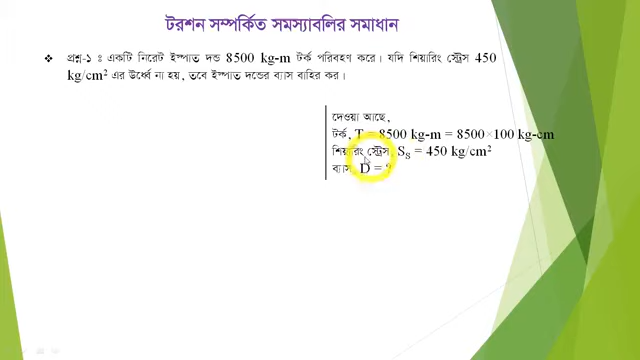 টরশন সম্পর্কিত সমস্যাবলির সমাধান
❖ প্রশ্ন-১ ঃ একটি নিরেট ইস্পাত দন্ড 8500 kg-m টর্ক পরিবহণ করে। যদি শিয়ারিং স্ট্রেস 450
kg/cm² এর উর্ধ্বে না হয়, তবে ইস্পাত দন্ডের ব্যাস বাহির কর।
দেওয়া আছে,
টর্ক, T = 8500 kg-m = 8500×100 kg-cm
শিয়ারিং স্ট্রেস, Sₛ = 450 kg/cm²
ব্যাস, D = ?